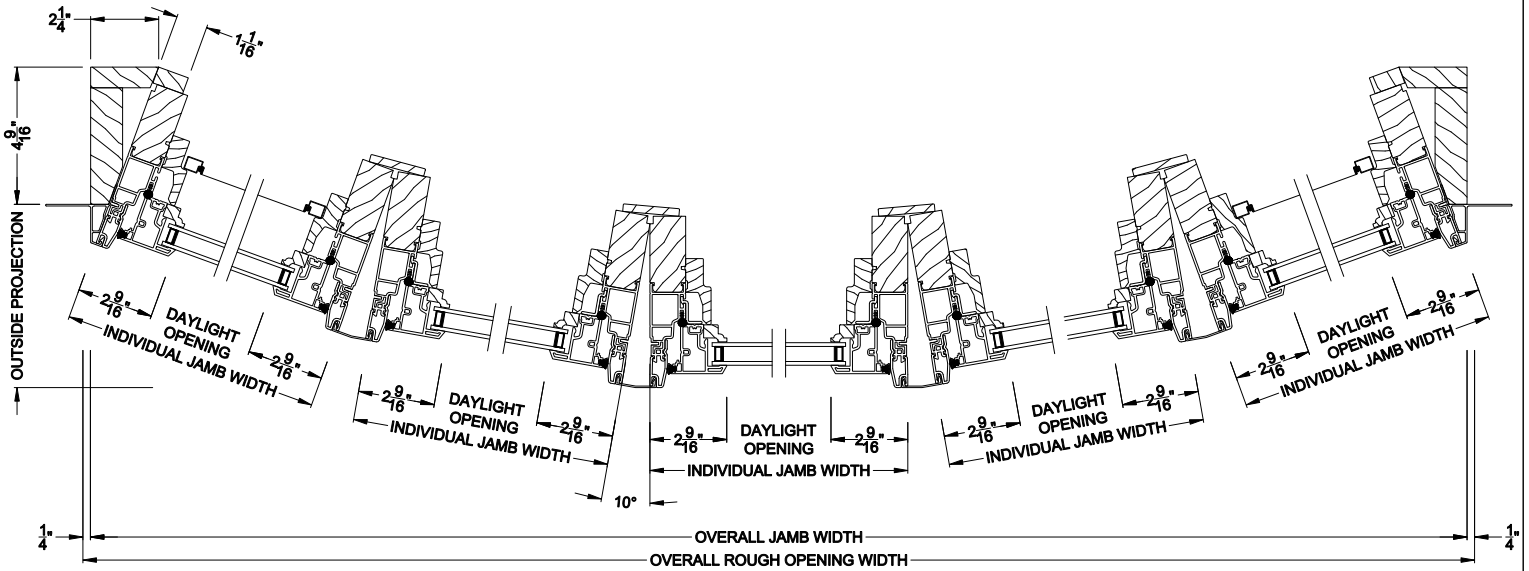 2 1/4"
1 1/16"
4 9/16
OUTSIDE PROJECTION
2 9/16"
DAYLIGHT
OPENING
2 9/16"
INDIVIDUAL JAMB WIDTH
2 9/16"
DAYLIGHT
OPENING
2 9/16"
INDIVIDUAL JAMB WIDTH
2 9/16"
DAYLIGHT
OPENING
2 9/16"
INDIVIDUAL JAMB WIDTH
2 9/16"
DAYLIGHT
OPENING
2 9/16"
INDIVIDUAL JAMB WIDTH
2 9/16"
DAYLIGHT
OPENING
2 9/16"
INDIVIDUAL JAMB WIDTH
10°
1/4"
OVERALL JAMB WIDTH
1/4"
OVERALL ROUGH OPENING WIDTH